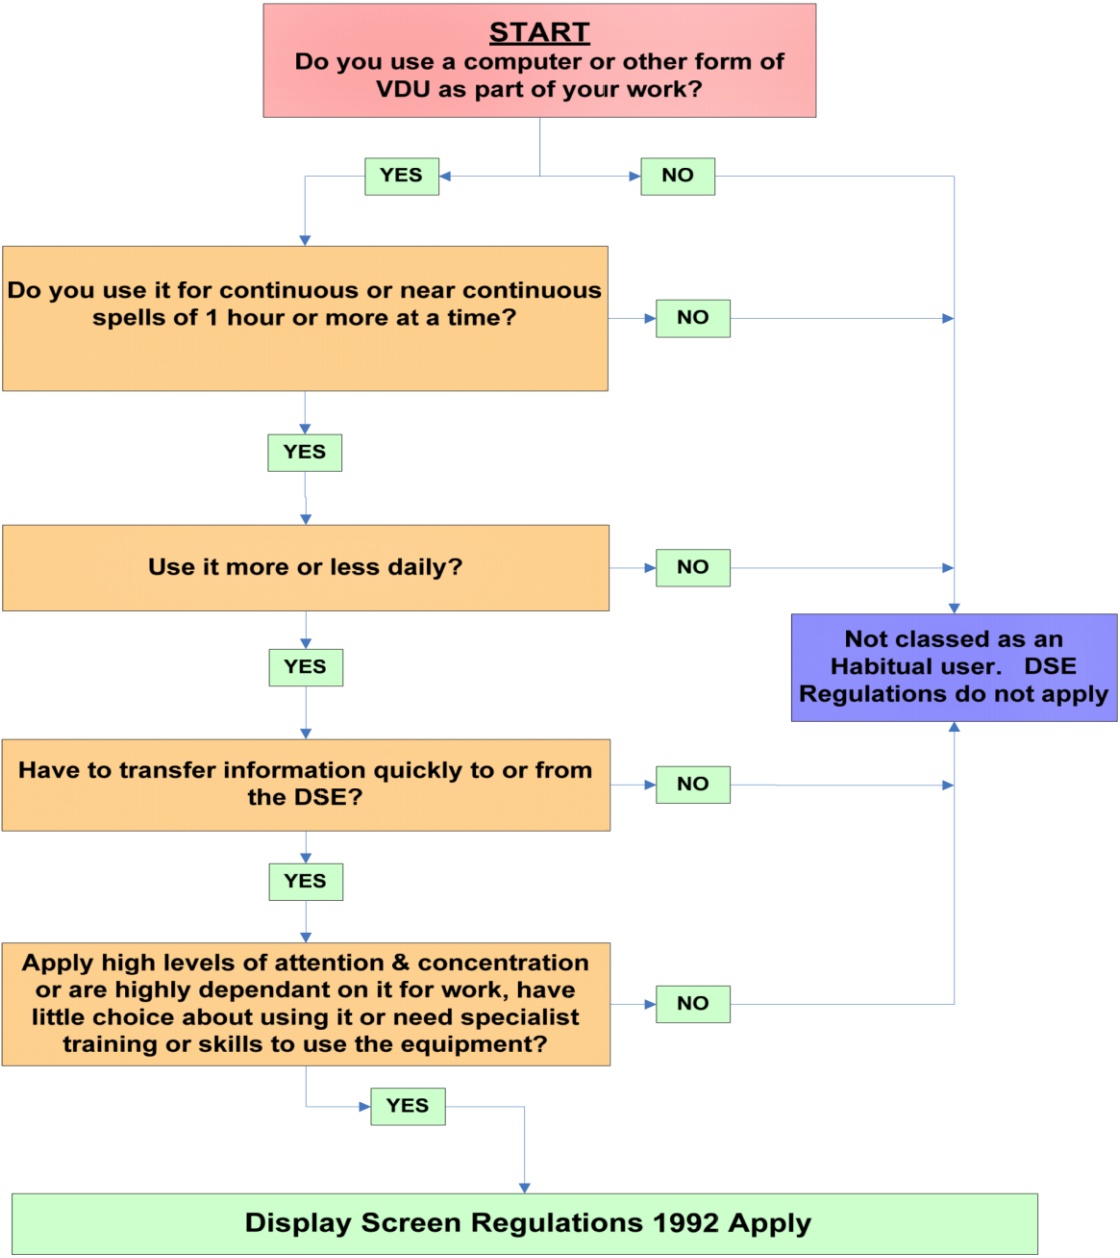 START
Do you use a computer or other form of
VDU as part of your work?
YES
NO
Do you use it for continuous or near continuous
spells of 1 hour or more at a time?
NO
YES
Use it more or less daily?
NO
YES
Not classed as an
Habitual user. DSE
Regulations do not apply
Have to transfer information quickly to or from
the DSE?
NO
YES
Apply high levels of attention & concentration
or are highly dependant on it for work, have
little choice about using it or need specialist
training or skills to use the equipment?
NO
YES
Display Screen Regulations 1992 Apply